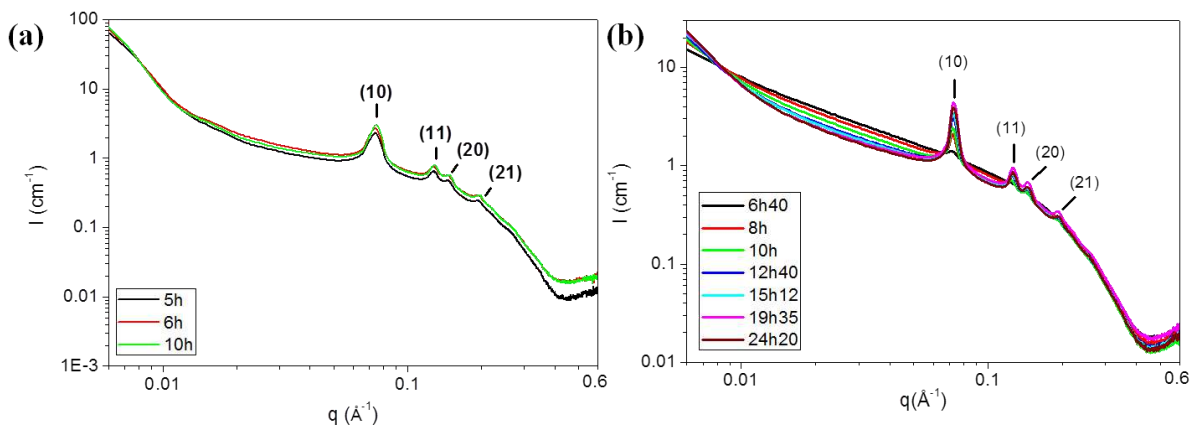 (a)
100
10
1
0.1
0.01
1E-3
I (cm⁻¹)
(10)
(11)
(20)
(21)
5h
6h
10h
0.01
0.1
0.6
q (Å⁻¹)
(b)
10
1
0.1
0.01
I (cm⁻¹)
(10)
(11)
(20)
(21)
6h40
8h
10h
12h40
15h12
19h35
24h20
0.01
0.1
0.6
q(Å⁻¹)